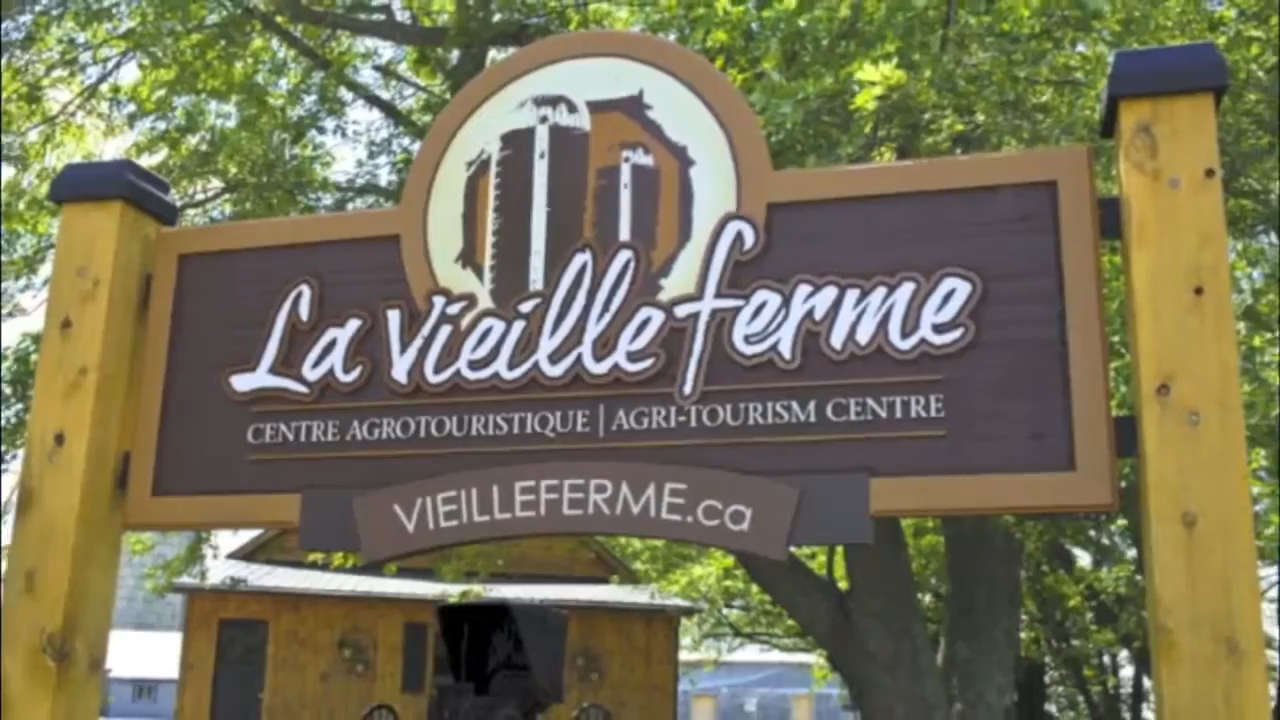 La Vieille ferme
CENTRE AGROTOURISTIQUE | AGRI-TOURISM CENTRE
VIEILLEFERME.ca